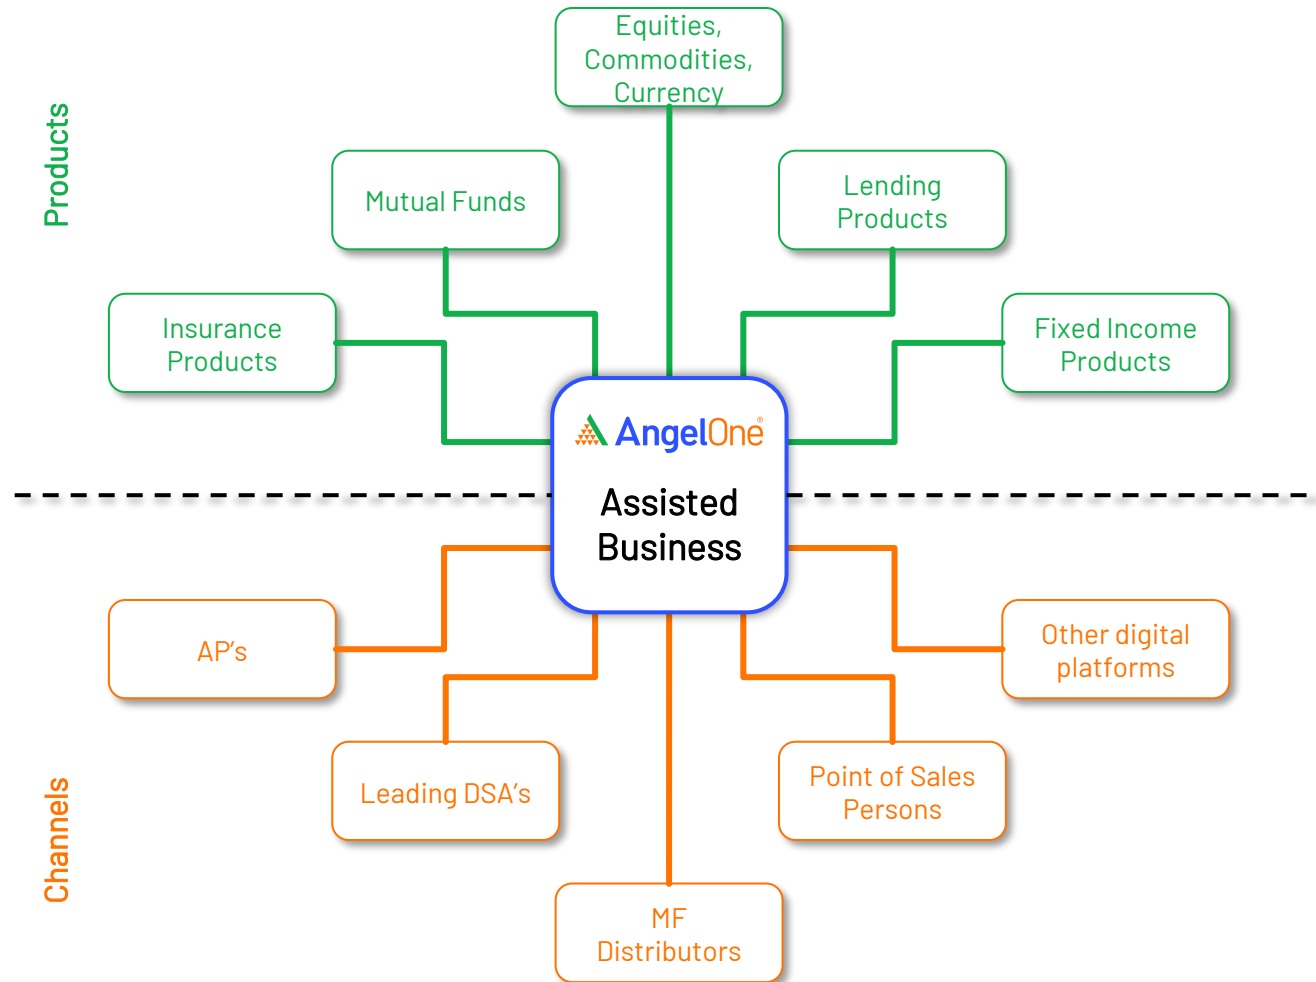 Products
Equities,
Commodities,
Currency
Mutual Funds
Lending
Products
Insurance
Products
Fixed Income
Products
AngelOne®
Assisted
Business
AP’s
Other digital
platforms
Leading DSA’s
Point of Sales
Persons
Channels
MF
Distributors